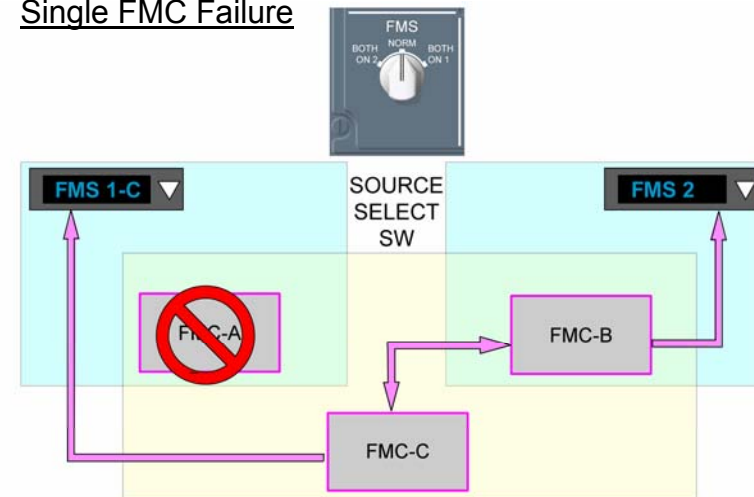 Single FMC Failure
FMS
NORM
BOTH
ON 2
BOTH
ON 1
FMS 1-C
SOURCE
SELECT
SW
FMS 2
FMC-A
FMC-B
FMC-C